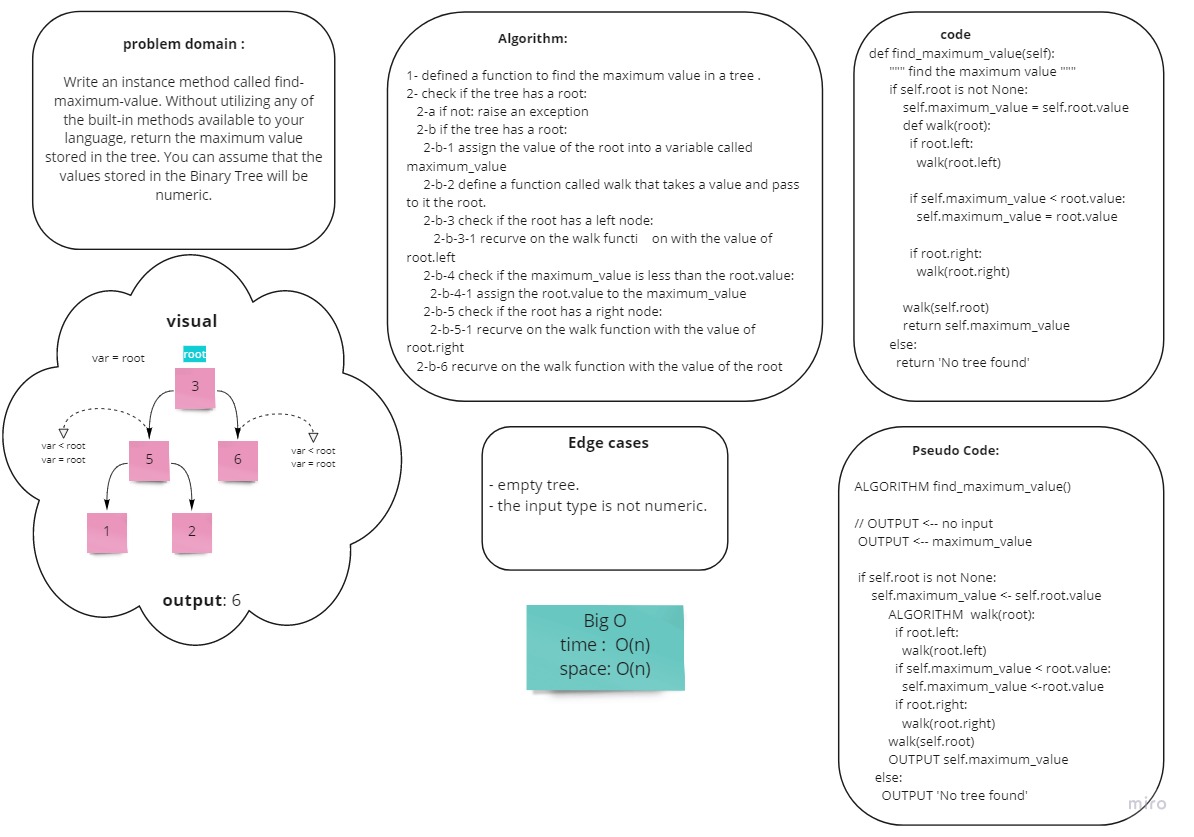 problem domain :
Write an instance method called find-
maximum-value. Without utilizing any of
the built-in methods available to your
language, return the maximum value
stored in the tree. You can assume that the
values stored in the Binary Tree will be
numeric.
visual
var = root
root
3
var < root
var = root
5
6
var < root
var = root
1
2
output: 6
Algorithm:
1- defined a function to find the maximum value in a tree .
2- check if the tree has a root:
2-a if not: raise an exception
2-b if the tree has a root:
2-b-1 assign the value of the root into a variable called
maximum_value
2-b-2 define a function called walk that takes a value and pass
to it the root.
2-b-3 check if the root has a left node:
2-b-3-1 recurve on the walk functi on with the value of
root.left
2-b-4 check if the maximum_value is less than the root.value:
2-b-4-1 assign the root.value to the maximum_value
2-b-5 check if the root has a right node:
2-b-5-1 recurve on the walk function with the value of
root.right
2-b-6 recurve on the walk function with the value of the root
Edge cases
- empty tree.
- the input type is not numeric.
Big O
time : O(n)
space: O(n)
code
def find_maximum_value(self):
""" find the maximum value """
if self.root is not None:
self.maximum_value = self.root.value
def walk(root):
if root.left:
walk(root.left)
if self.maximum_value < root.value:
self.maximum_value = root.value
if root.right:
walk(root.right)
walk(self.root)
return self.maximum_value
else:
return 'No tree found'
Pseudo Code:
ALGORITHM find_maximum_value()
// OUTPUT <-- no input
OUTPUT <-- maximum_value
if self.root is not None:
self.maximum_value <- self.root.value
ALGORITHM walk(root):
if root.left:
walk(root.left)
if self.maximum_value < root.value:
self.maximum_value <-root.value
if root.right:
walk(root.right)
walk(self.root)
OUTPUT self.maximum_value
else:
OUTPUT 'No tree found'
miro